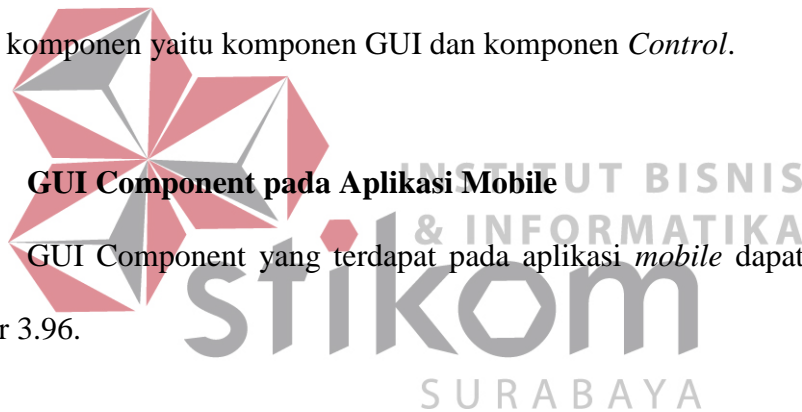 komponen yaitu komponen GUI dan komponen Control.
GUI Component pada Aplikasi Mobile
INSTITUT BISNIS
& INFORMATIKA
GUI Component yang terdapat pada aplikasi mobile dapat
stikom
r 3.96.
SURABAYA